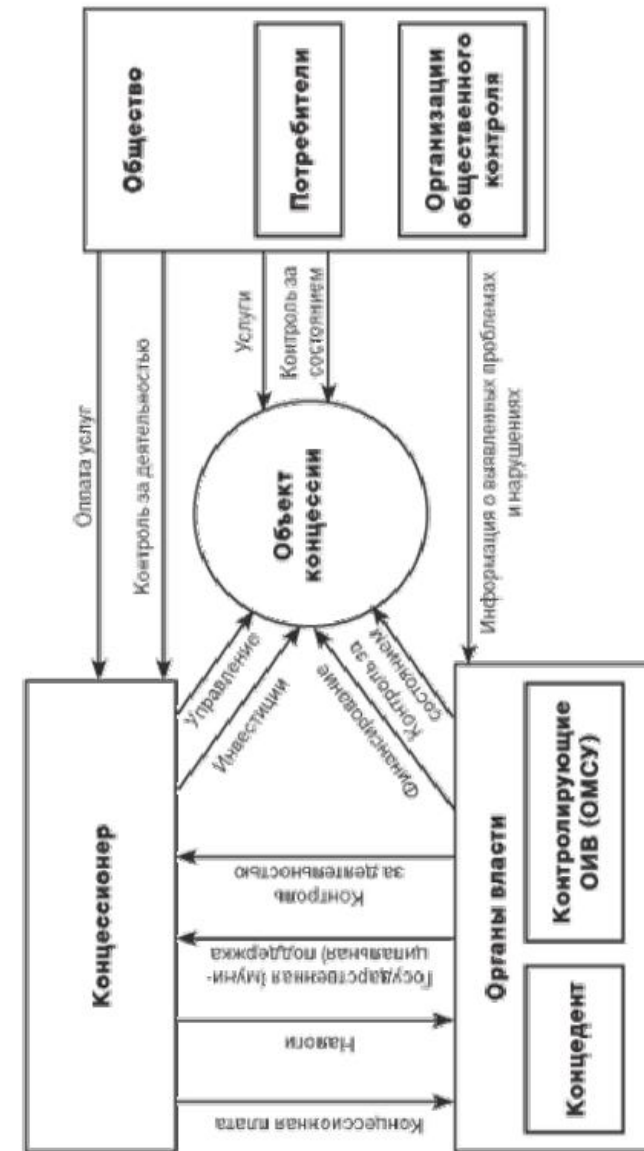 Концессионер
Оплата услуг
Контроль за деятельностью
Общество
Потребители
Организации
общественного
контроля
Управление
Инвестиции
Объект
концессии
Услуги
Контроль за
состоянием
Финансирование
Контроль за
состоянием
Концессионная плата
Налоги
Государственная (муни-
ципальная) поддержка
Контроль
за деятельностью
Информация о выявленных проблемах
и нарушениях
Органы власти
Концедент
Контролирующие
ОИВ (ОМСУ)